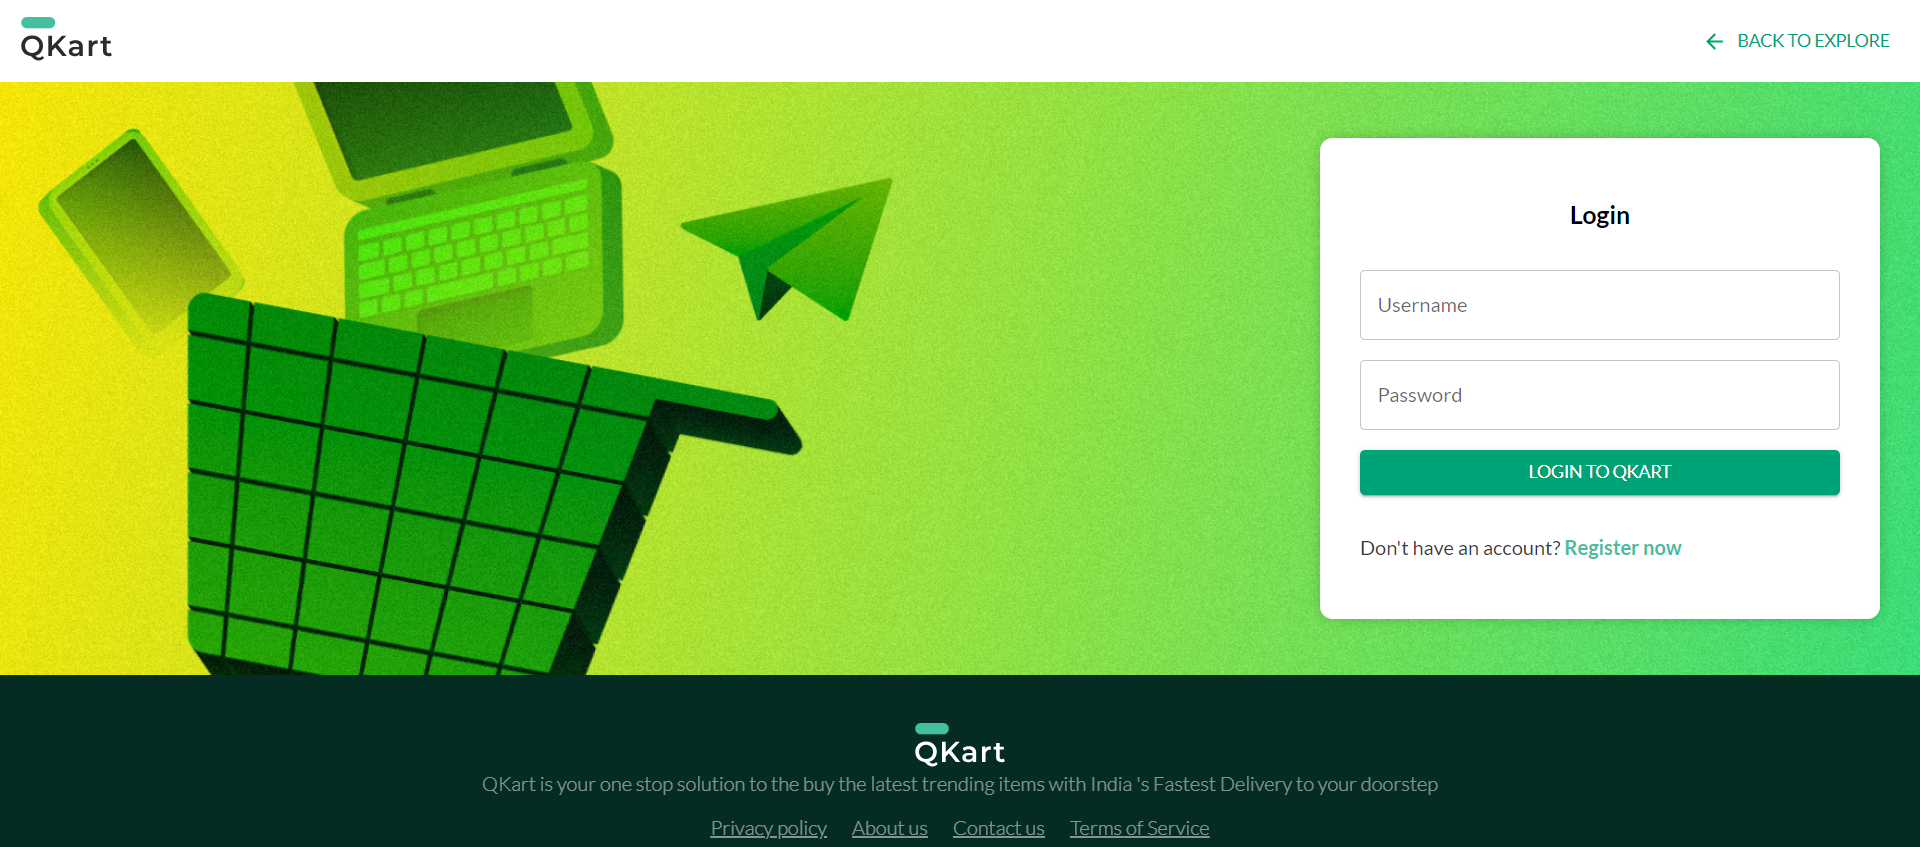 QKart
BACK TO EXPLORE
Login
Username
Password
LOGIN TO QKART
Don't have an account? Register now
QKart
QKart is your one stop solution to the buy the latest trending items with India 's Fastest Delivery to your doorstep
Privacy policy About us Contact us Terms of Service